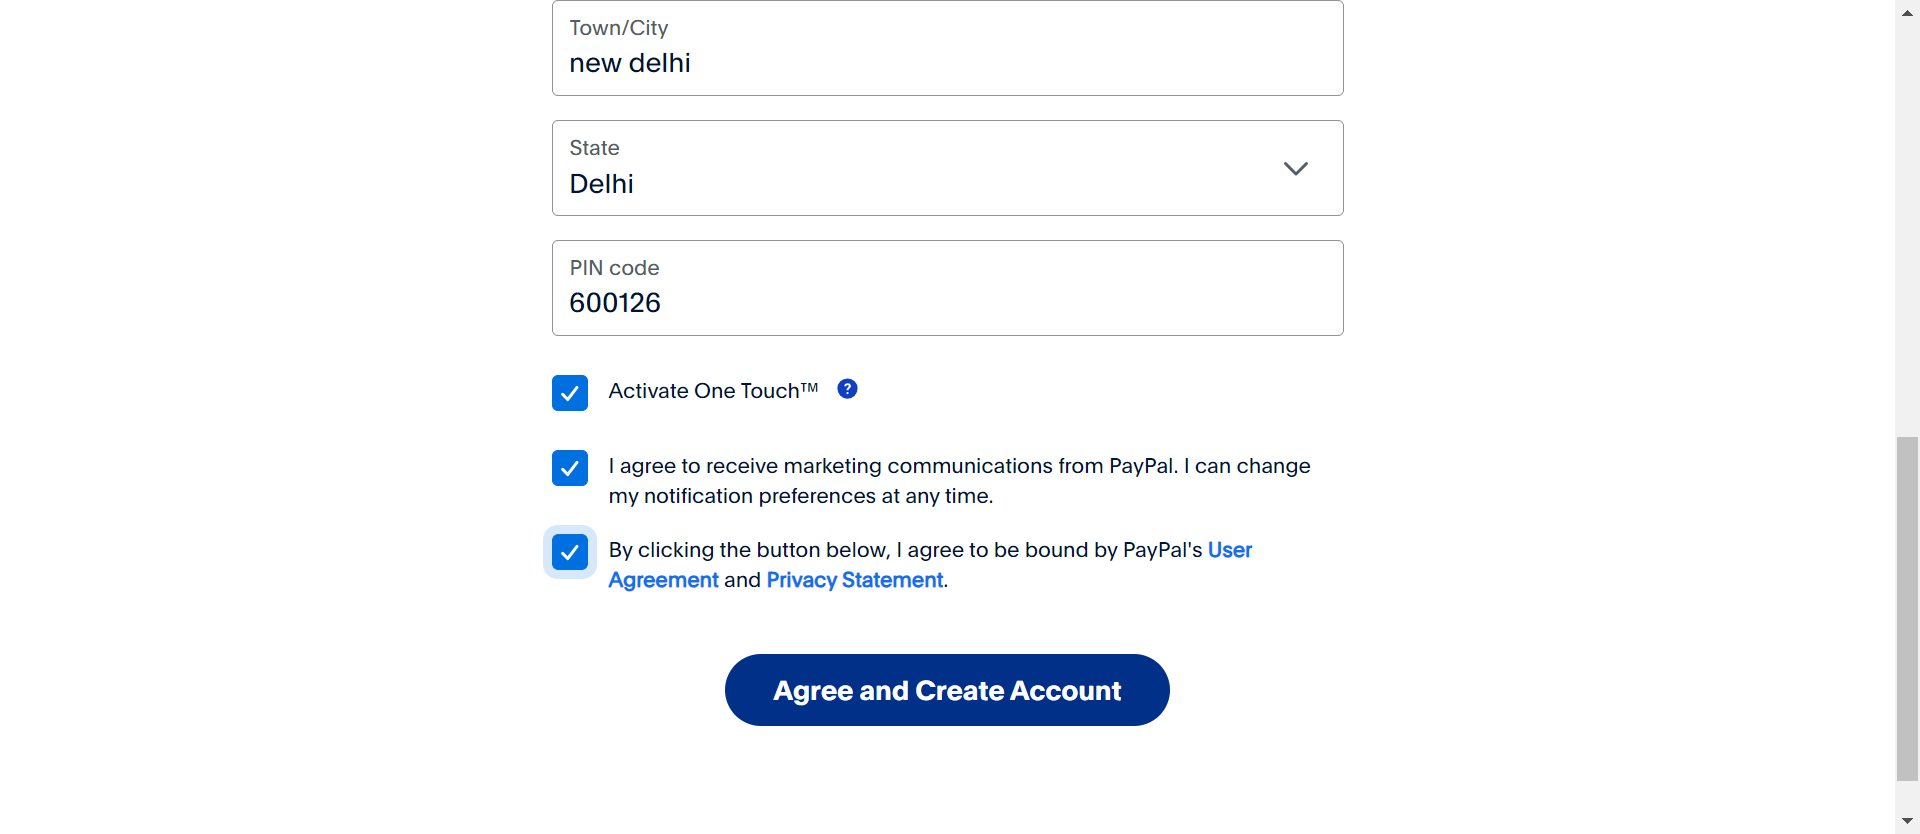 Town/City
new delhi
State
Delhi
PIN code
600126
Activate One Touch™ ?
I agree to receive marketing communications from PayPal. I can change
my notification preferences at any time.
By clicking the button below, I agree to be bound by PayPal's User
Agreement and Privacy Statement.
Agree and Create Account